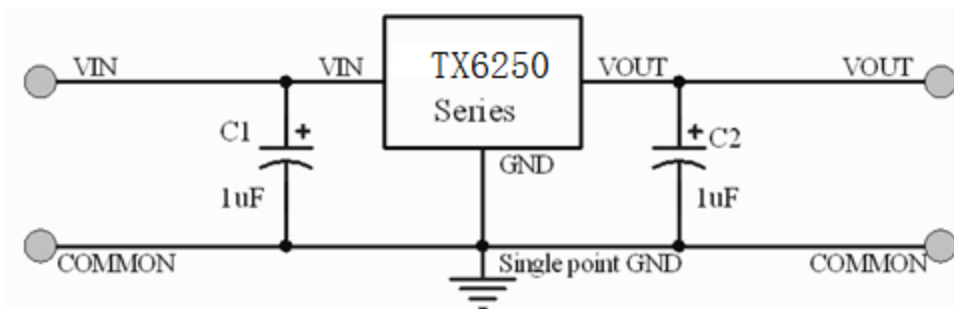 VIN
VIN
TX6250
Series
VOUT
VOUT
C1
+
1uF
GND
+
C2
1uF
COMMON
Single point GND
COMMON